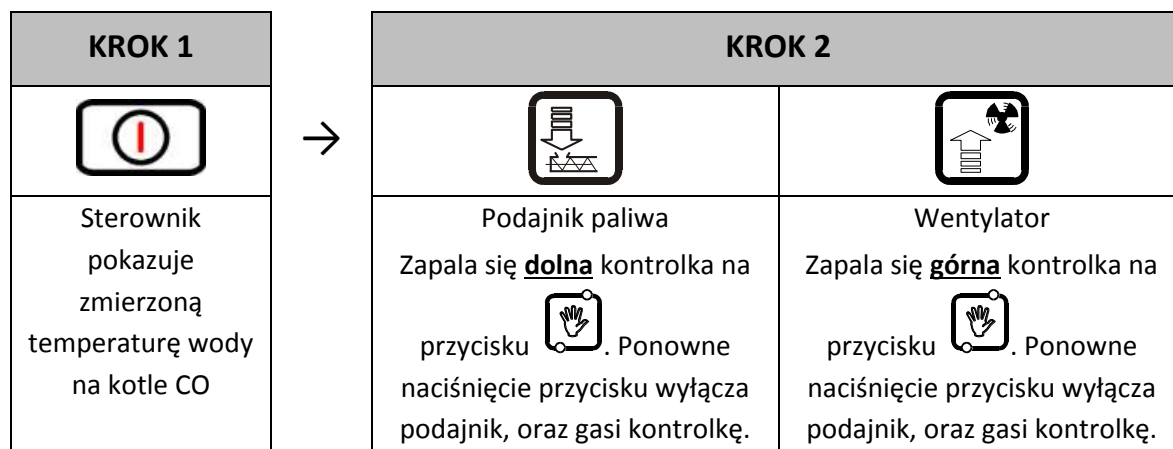 KROK 1
KROK 2
Sterownik
pokazuje
zmierzoną
temperaturę wody
na kotle CO
Podajnik paliwa
Zapala się dolna kontrolka na
przycisku . Ponowne
naciśnięcie przycisku wyłącza
podajnik, oraz gasi kontrolkę.
Wentylator
Zapala się górna kontrolka na
przycisku . Ponowne
naciśnięcie przycisku wyłącza
podajnik, oraz gasi kontrolkę.